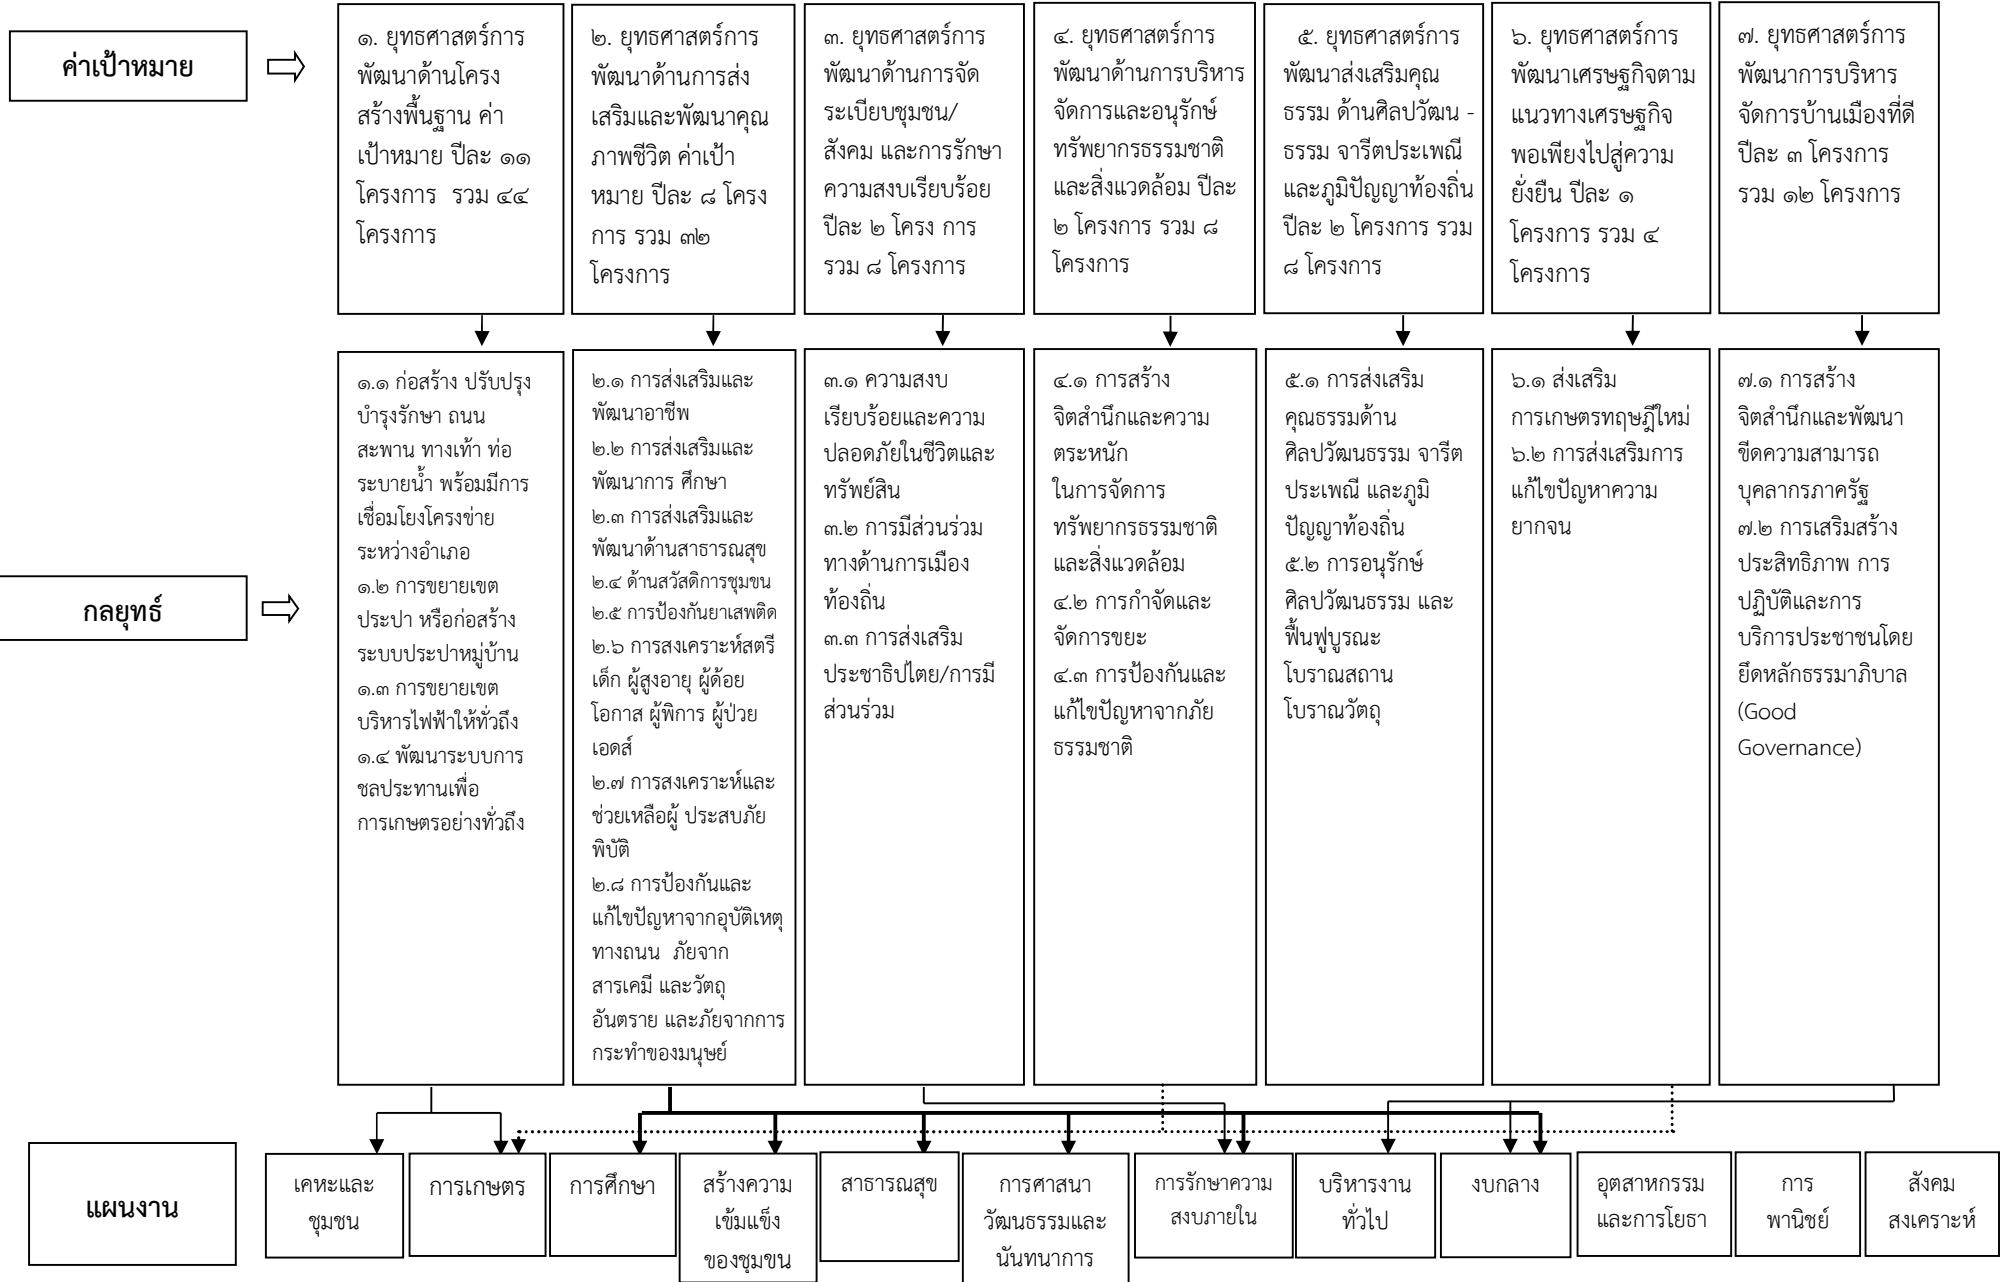 ค่าเป้าหมาย
๑. ยุทธศาสตร์การ
พัฒนาด้านโครง
สร้างพื้นฐาน ค่า
เป้าหมาย ปีละ ๑๑
โครงการ รวม ๔๔
โครงการ
๒. ยุทธศาสตร์การ
พัฒนาด้านการส่ง
เสริมและพัฒนาคุณ
ภาพชีวิต ค่าเป้า
หมาย ปีละ ๘ โครง
การ รวม ๓๒
โครงการ
๓. ยุทธศาสตร์การ
พัฒนาด้านการจัด
ระเบียบชุมชน/
สังคม และการรักษา
ความสงบเรียบร้อย
ปีละ ๒ โครง การ
รวม ๘ โครงการ
๔. ยุทธศาสตร์การ
พัฒนาด้านการบริหาร
จัดการและอนุรักษ์
ทรัพยากรธรรมชาติ
และสิ่งแวดล้อม ปีละ
๒ โครงการ รวม ๘
โครงการ
๕. ยุทธศาสตร์การ
พัฒนาส่งเสริมคุณ
ธรรม ด้านศิลปวัฒน -
ธรรม จารีตประเพณี
และภูมิปัญญาท้องถิ่น
ปีละ ๒ โครงการ รวม
๘ โครงการ
๖. ยุทธศาสตร์การ
พัฒนาเศรษฐกิจตาม
แนวทางเศรษฐกิจ
พอเพียงไปสู่ความ
ยั่งยืน ปีละ ๑
โครงการ รวม ๔
โครงการ
๗. ยุทธศาสตร์การ
พัฒนาการบริหาร
จัดการบ้านเมืองที่ดี
ปีละ ๓ โครงการ
รวม ๑๒ โครงการ
กลยุทธ์
๑.๑ ก่อสร้าง ปรับปรุง
บำรุงรักษา ถนน
สะพาน ทางเท้า ท่อ
ระบายน้ำ พร้อมมีการ
เชื่อมโยงโครงข่าย
ระหว่างอำเภอ
๑.๒ การขยายเขต
ประปา หรือก่อสร้าง
ระบบประปาหมู่บ้าน
๑.๓ การขยายเขต
บริหารไฟฟ้าให้ทั่วถึง
๑.๔ พัฒนาระบบการ
ชลประทานเพื่อ
การเกษตรอย่างทั่วถึง
๒.๑ การส่งเสริมและ
พัฒนาอาชีพ
๒.๒ การส่งเสริมและ
พัฒนาการ ศึกษา
๒.๓ การส่งเสริมและ
พัฒนาด้านสาธารณสุข
๒.๔ ด้านสวัสดิการชุมขน
๒.๕ การป้องกันยาเสพติด
๒.๖ การสงเคราะห์สตรี
เด็ก ผู้สูงอายุ ผู้ด้อย
โอกาส ผู้พิการ ผู้ป่วย
เอดส์
๒.๗ การสงเคราะห์และ
ช่วยเหลือผู้ ประสบภัย
พิบัติ
๒.๘ การป้องกันและ
แก้ไขปัญหาจากอุบัติเหตุ
ทางถนน ภัยจาก
สารเคมี และวัตถุ
อันตราย และภัยจากการ
กระทำของมนุษย์
๓.๑ ความสงบ
เรียบร้อยและความ
ปลอดภัยในชีวิตและ
ทรัพย์สิน
๓.๒ การมีส่วนร่วม
ทางด้านการเมือง
ท้องถิ่น
๓.๓ การส่งเสริม
ประชาธิปไตย/การมี
ส่วนร่วม
๔.๑ การสร้าง
จิตสำนึกและความ
ตระหนัก
ในการจัดการ
ทรัพยากรธรรมชาติ
และสิ่งแวดล้อม
๔.๒ การกำจัดและ
จัดการขยะ
๔.๓ การป้องกันและ
แก้ไขปัญหาจากภัย
ธรรมชาติ
๕.๑ การส่งเสริม
คุณธรรมด้าน
ศิลปวัฒนธรรม จารีต
ประเพณี และภูมิ
ปัญญาท้องถิ่น
๕.๒ การอนุรักษ์
ศิลปวัฒนธรรม และ
ฟื้นฟูบูรณะ
โบราณสถาน
โบราณวัตถุ
๖.๑ ส่งเสริม
การเกษตรทฤษฎีใหม่
๖.๒ การส่งเสริมการ
แก้ไขปัญหาความ
ยากจน
๗.๑ การสร้าง
จิตสำนึกและพัฒนา
ขีดความสามารถ
บุคลากรภาครัฐ
๗.๒ การเสริมสร้าง
ประสิทธิภาพ การ
ปฏิบัติและการ
บริการประชาชนโดย
ยึดหลักธรรมาภิบาล
(Good
Governance)
แผนงาน
เคหะและ
ชุมชน
การเกษตร
การศึกษา
สร้างความ
เข้มแข็ง
ของชุมขน
สาธารณสุข
การศาสนา
วัฒนธรรมและ
นันทนาการ
การรักษาความ
สงบภายใน
บริหารงาน
ทั่วไป
งบกลาง
อุตสาหกรรม
และการโยธา
การ
พานิชย์
สังคม
สงเคราะห์